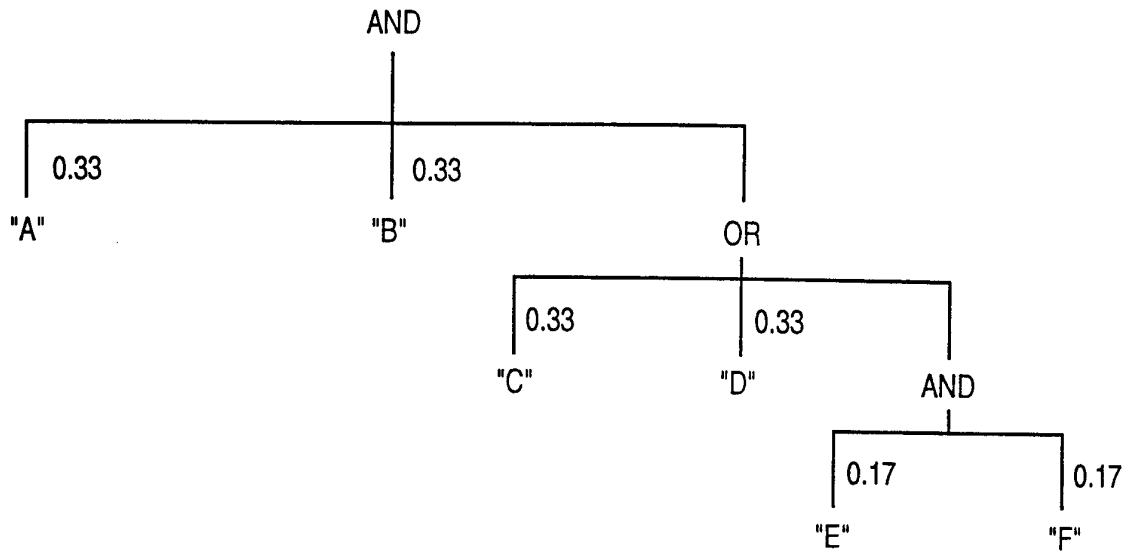 AND
0.33 0.33
"A" "B" OR
0.33 0.33
"C" "D" AND
0.17 0.17
"E" "F"